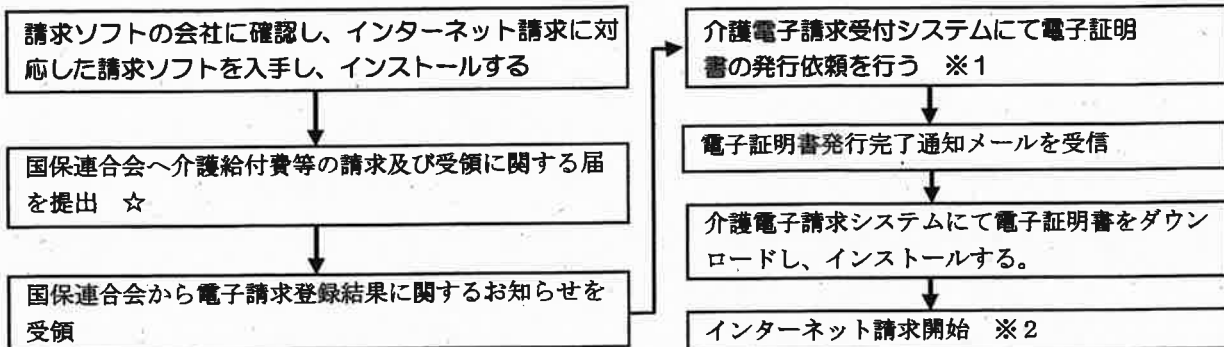 請求ソフトの会社に確認し、インターネット請求に対
応した請求ソフトを入手し、インストールする
国保連合会へ介護給付費等の請求及び受領に関する届
を提出　☆
国保連合会から電子請求登録結果に関するお知らせを
受領
介護電子請求受付システムにて電子証明
書の発行依頼を行う　※１
電子証明書発行完了通知メールを受信
介護電子請求システムにて電子証明書をダウン
ロードし、インストールする。
インターネット請求開始　※２